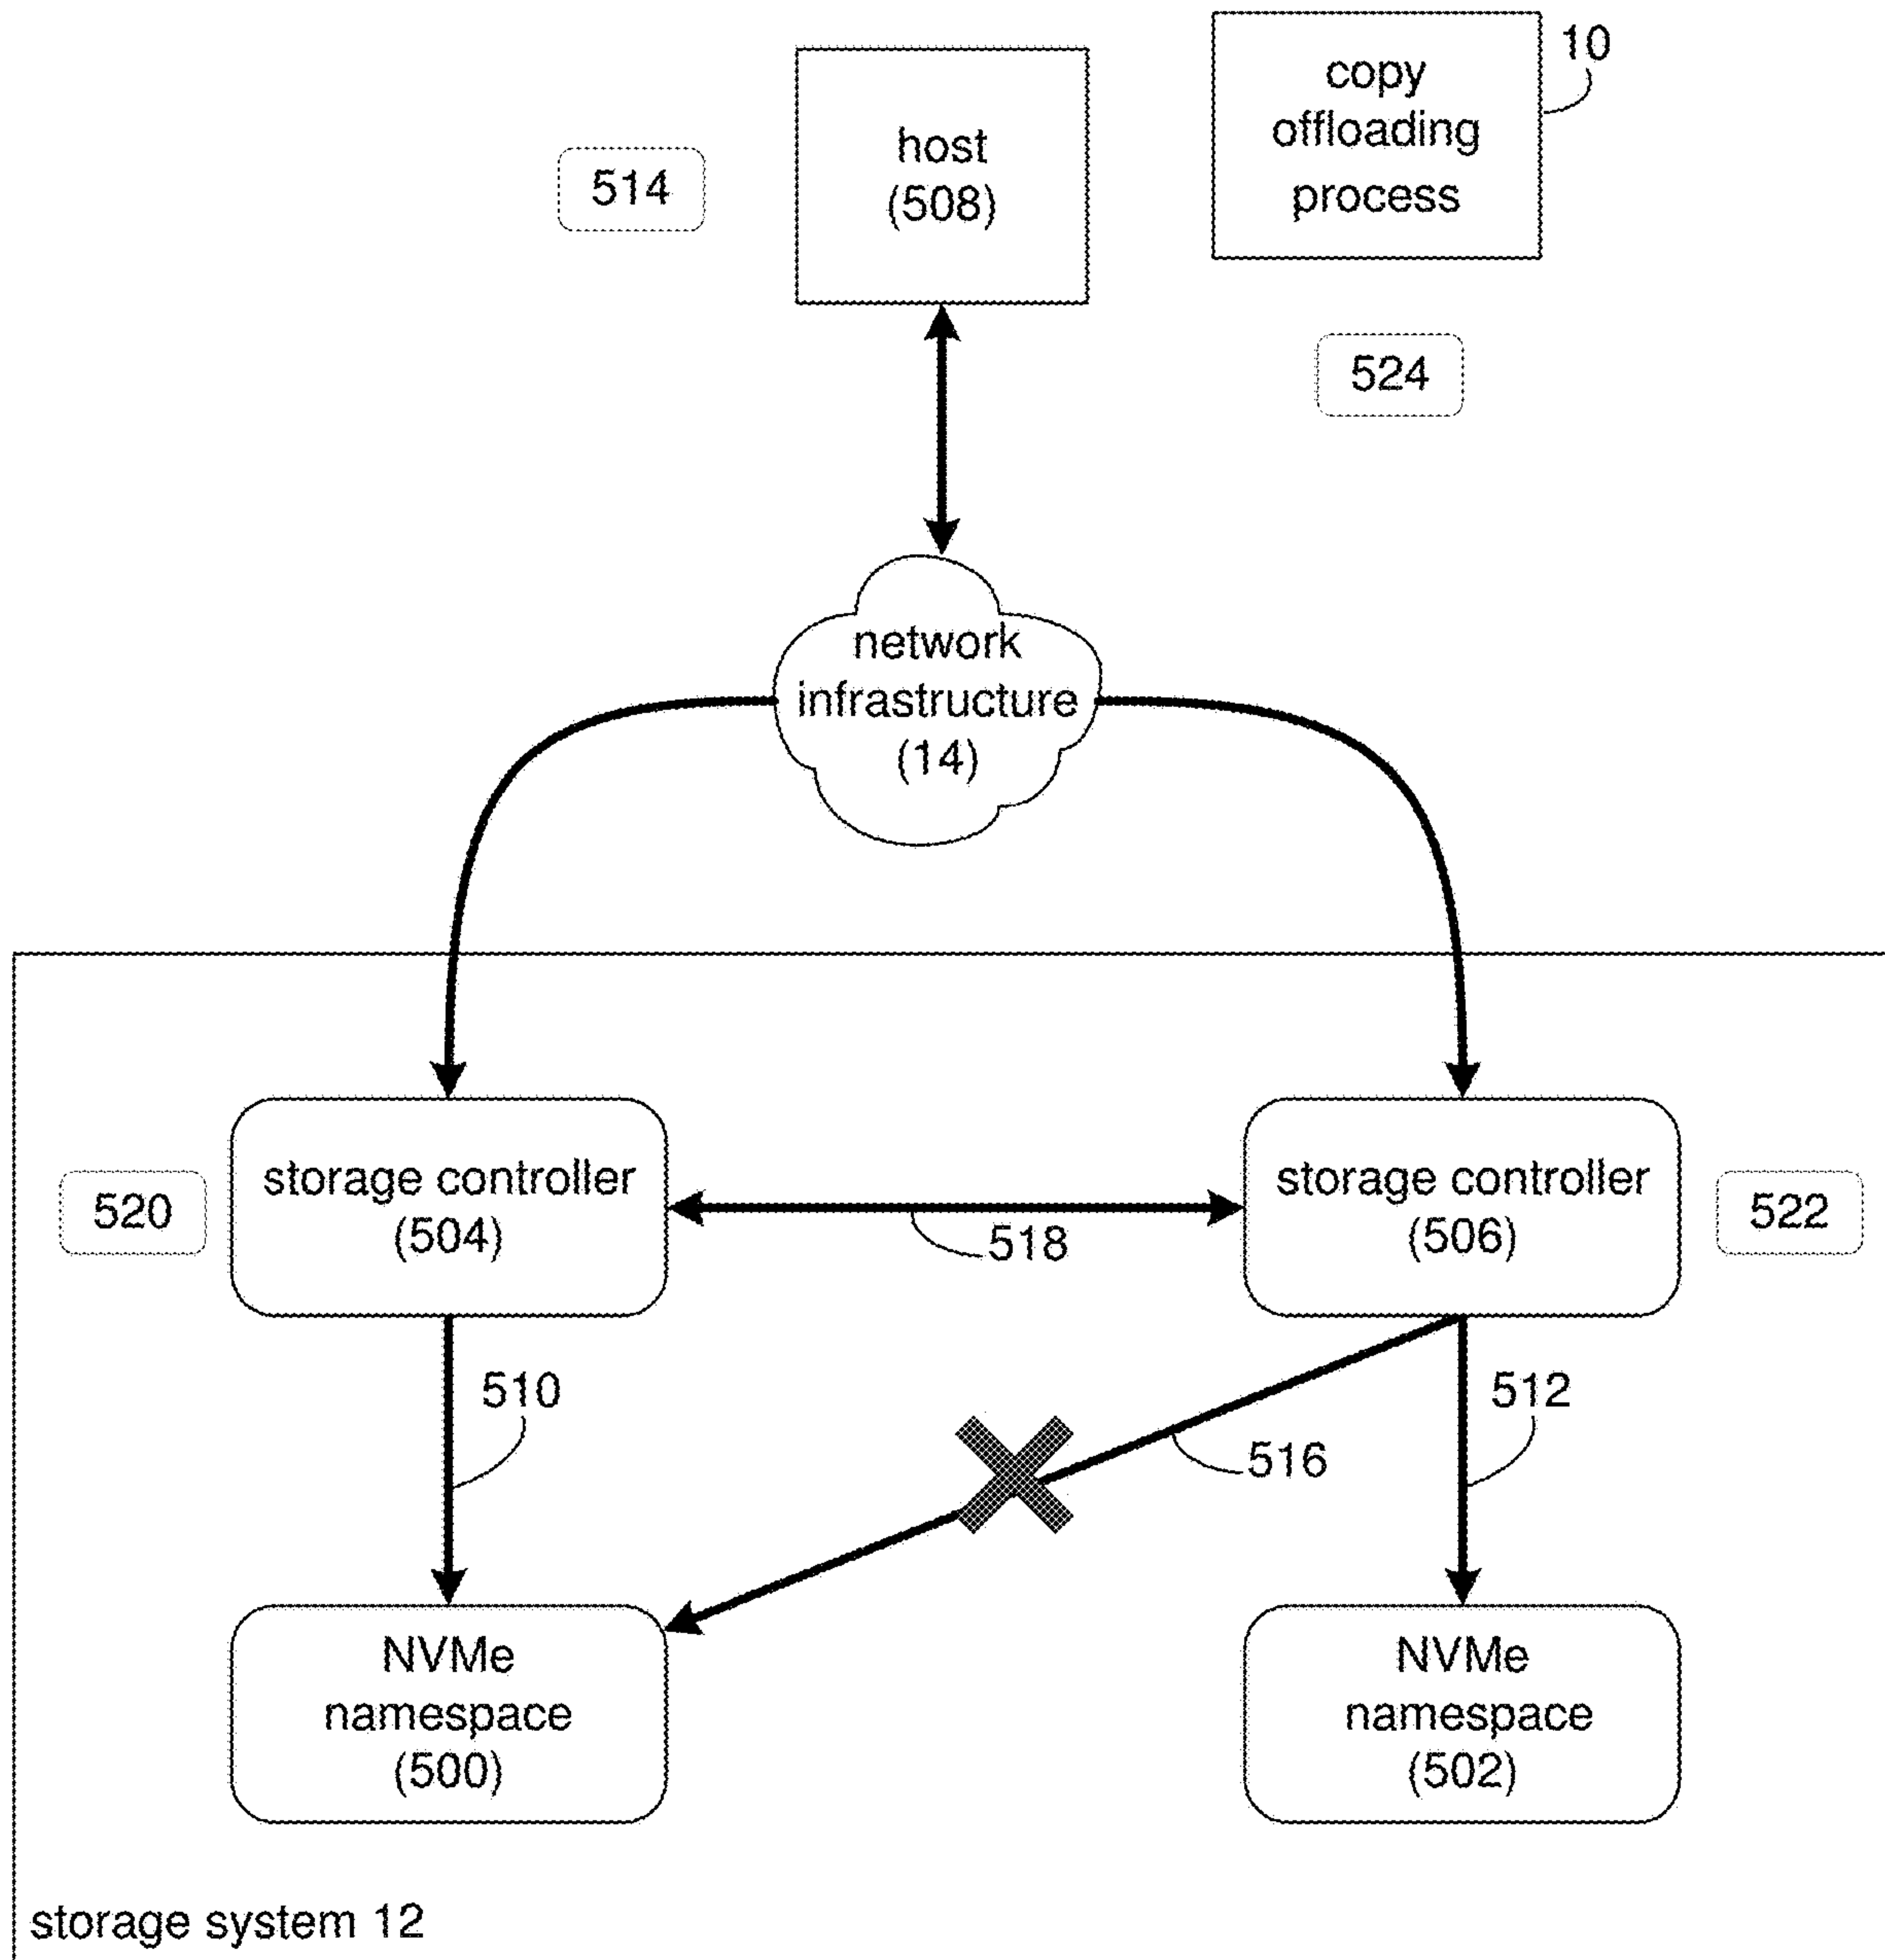 10
copy
offloading
process
host
(508)
514
524
network
infrastructure
(14)
storage controller
(504)
520
518
storage controller
(506)
522
510
516
512
NVMe
namespace
(500)
NVMe
namespace
(502)
storage system 12